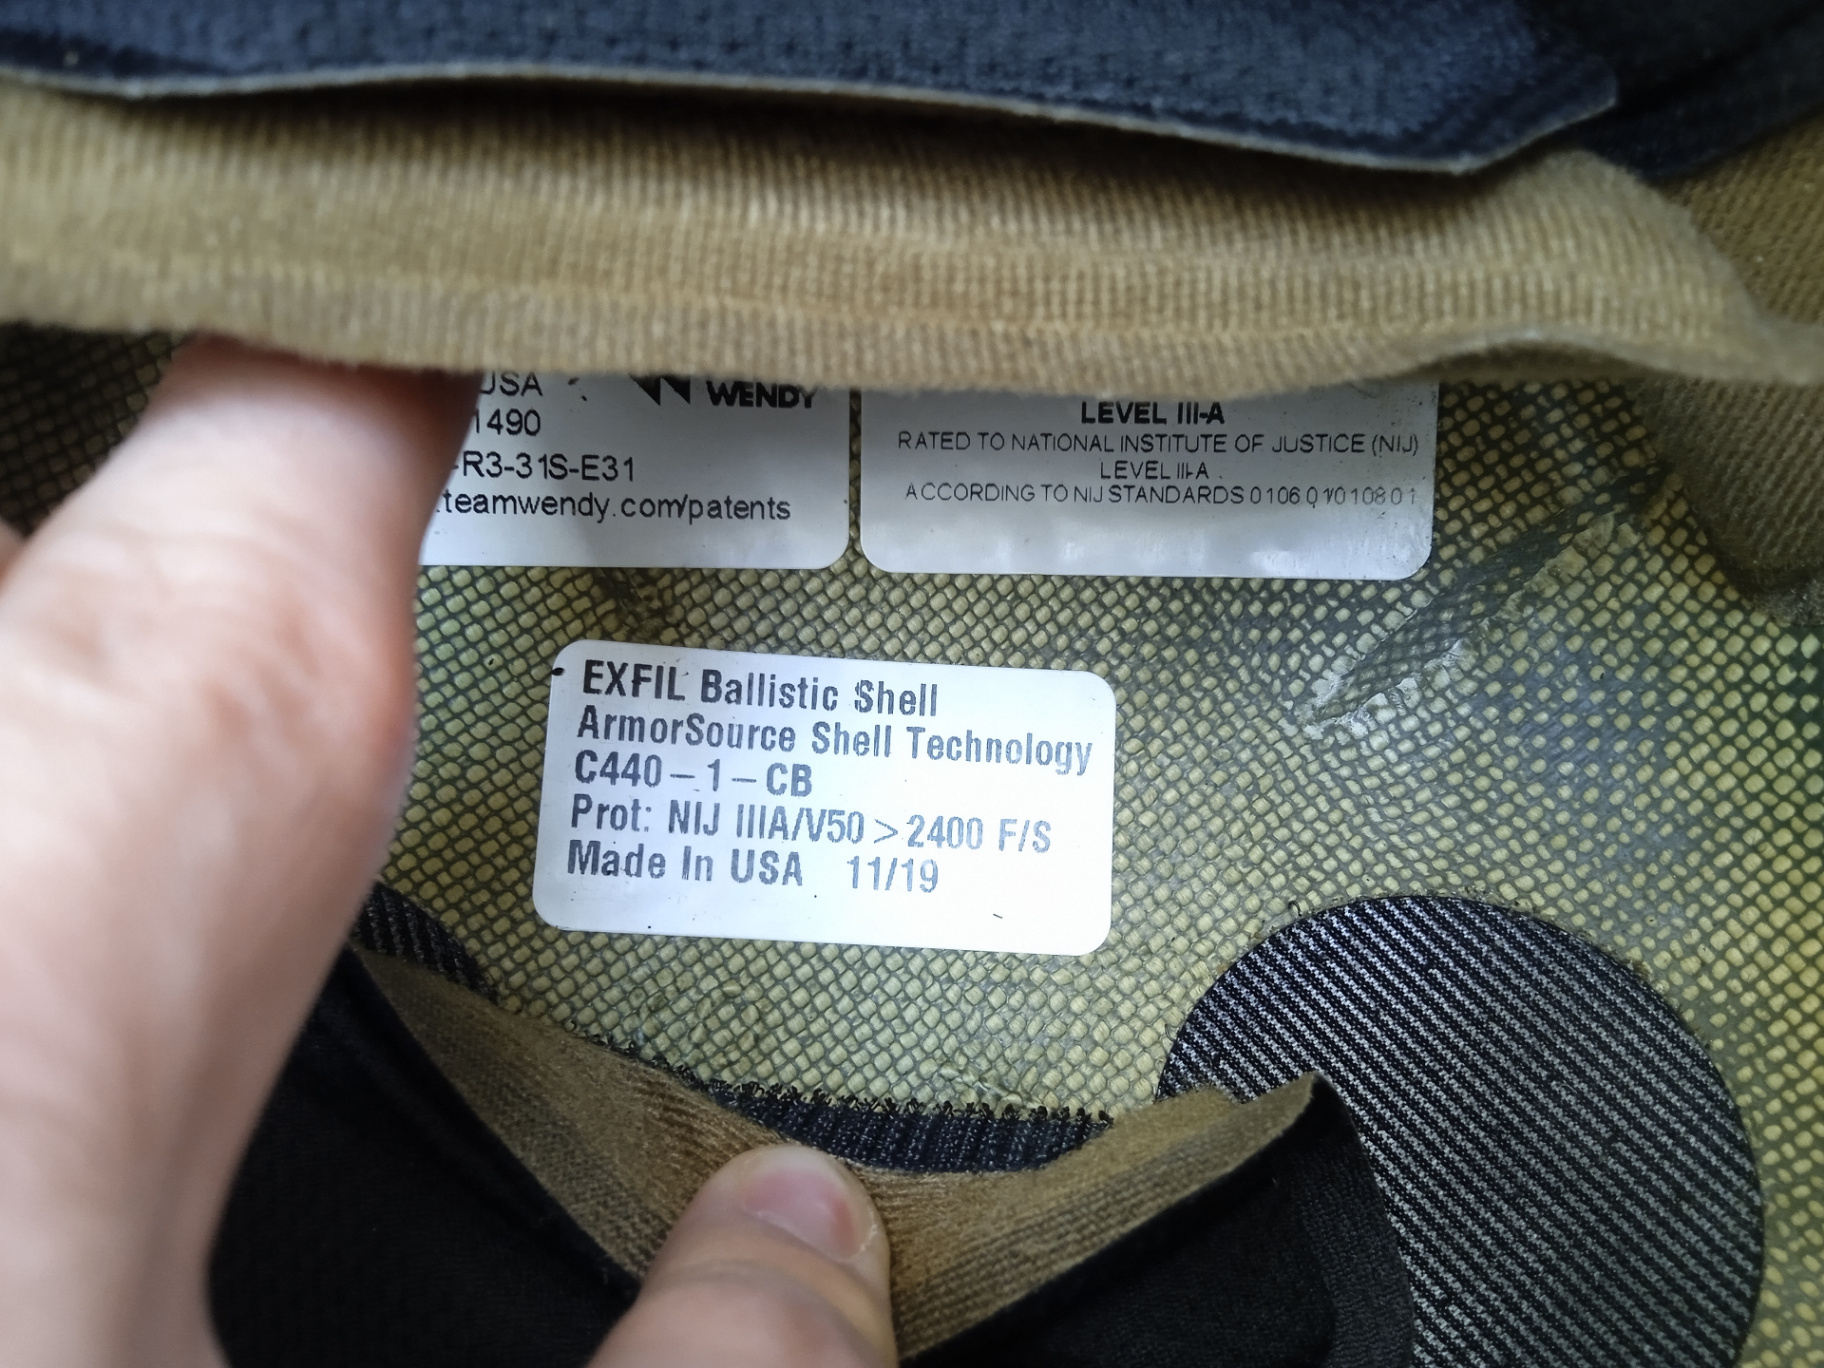 USA
1490
-R3-31S-E31
.teamwendy.com/patents
WENDY
LEVEL III-A
RATED TO NATIONAL INSTITUTE OF JUSTICE (NIJ)
LEVEL III-A
ACCORDING TO NIJ STANDARDS 0106.01/0108.01
EXFIL Ballistic Shell
ArmorSource Shell Technology
C440-1-CB
Prot: NIJ IIIA/V50 >2400 F/S
Made In USA 11/19